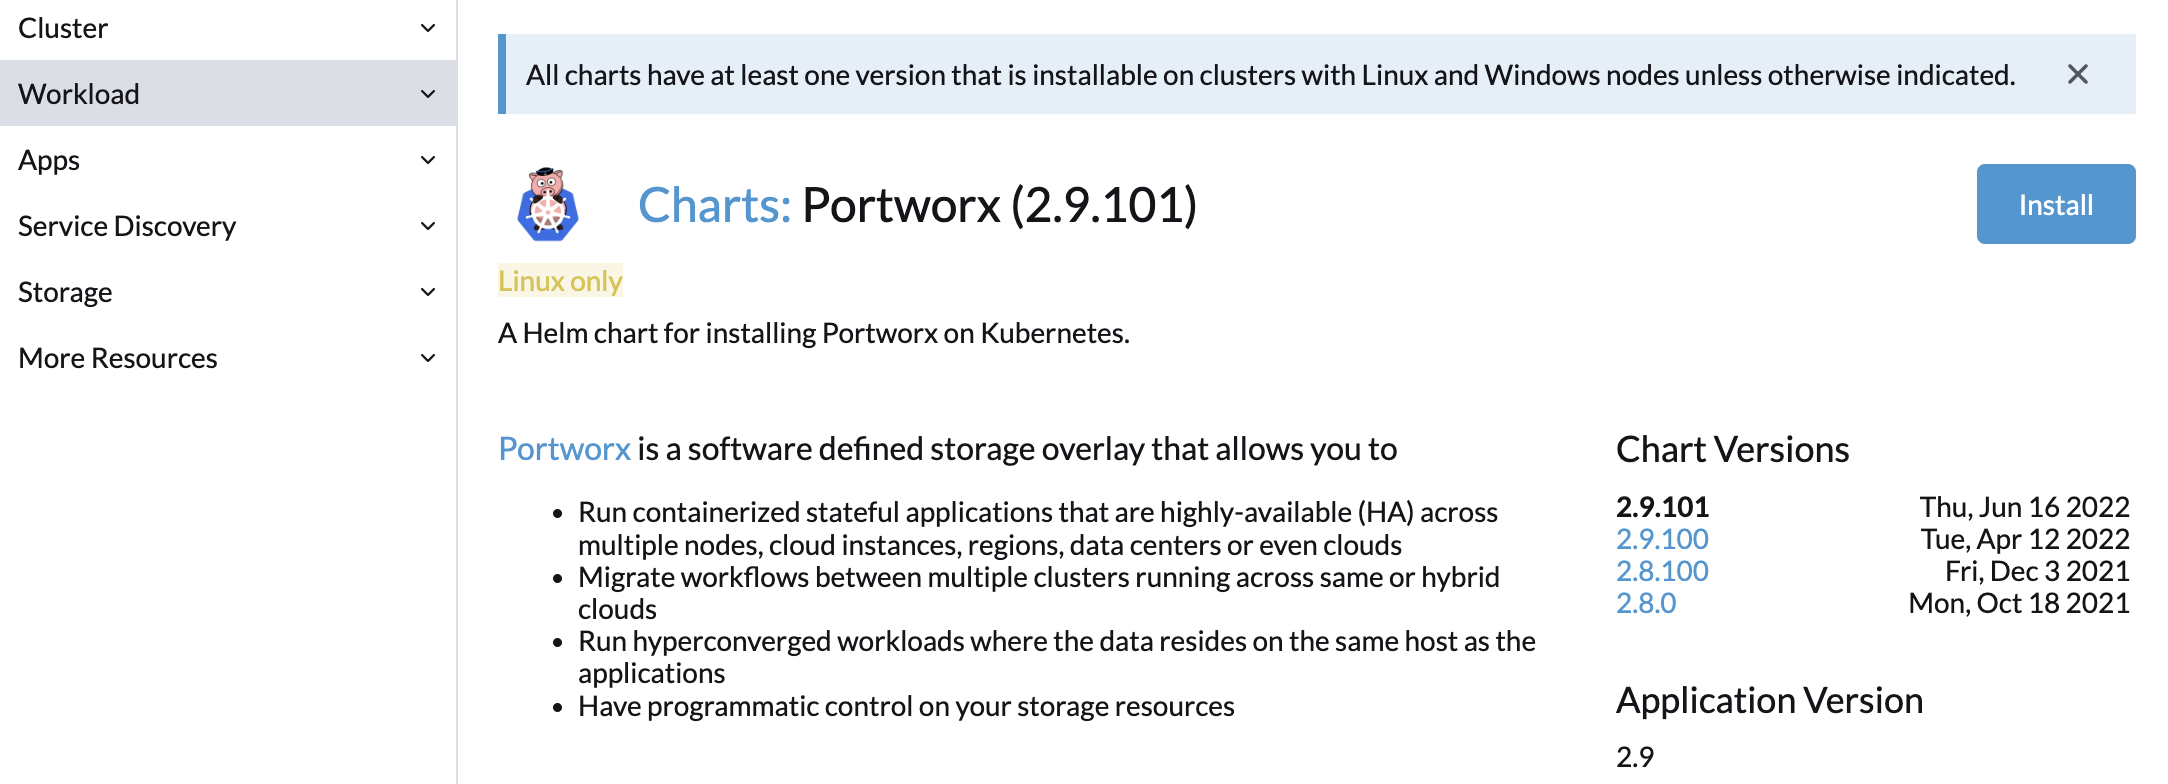 Cluster
Workload
Apps
Service Discovery
Storage
More Resources
All charts have at least one version that is installable on clusters with Linux and Windows nodes unless otherwise indicated.
Charts: Portworx (2.9.101)
Install
Linux only
A Helm chart for installing Portworx on Kubernetes.
Portworx is a software defined storage overlay that allows you to
• Run containerized stateful applications that are highly-available (HA) across
multiple nodes, cloud instances, regions, data centers or even clouds
• Migrate workflows between multiple clusters running across same or hybrid
clouds
• Run hyperconverged workloads where the data resides on the same host as the
applications
• Have programmatic control on your storage resources
Chart Versions
2.9.101 Thu, Jun 16 2022
2.9.100 Tue, Apr 12 2022
2.8.100 Fri, Dec 3 2021
2.8.0 Mon, Oct 18 2021
Application Version
2.9